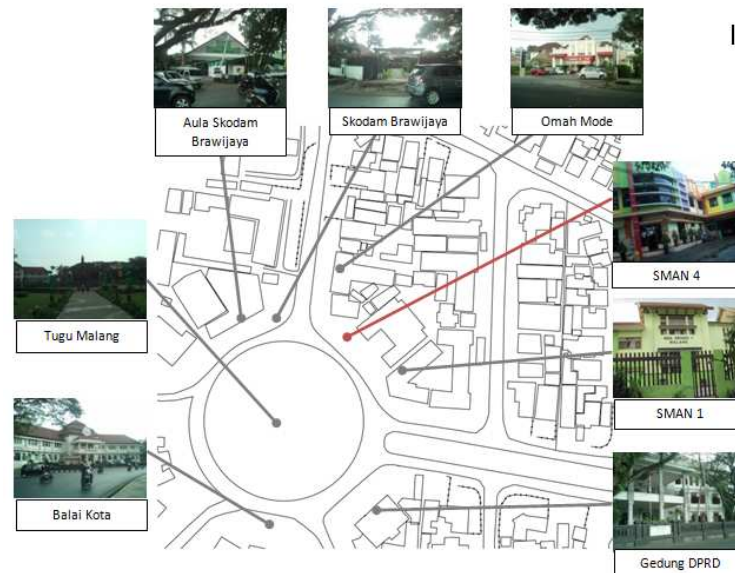 Aula Skodam
Brawijaya
Skodam Brawijaya
Omah Mode
SMAN 4
Tugu Malang
SMAN 1
Balai Kota
Gedung DPRD